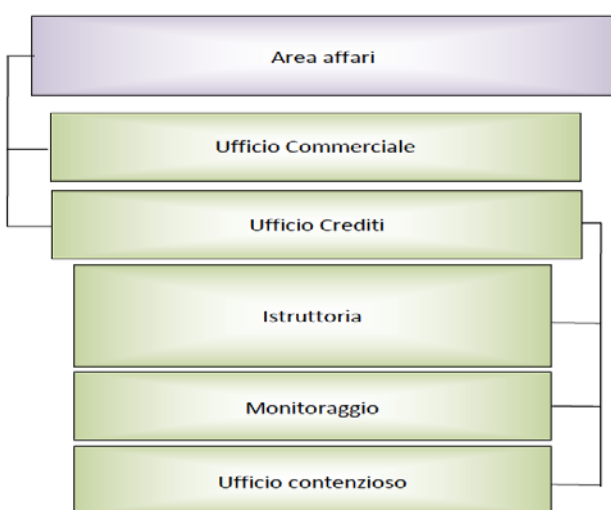 Area affari
Ufficio Commerciale
Ufficio Crediti
Istruttoria
Monitoraggio
Ufficio contenzioso